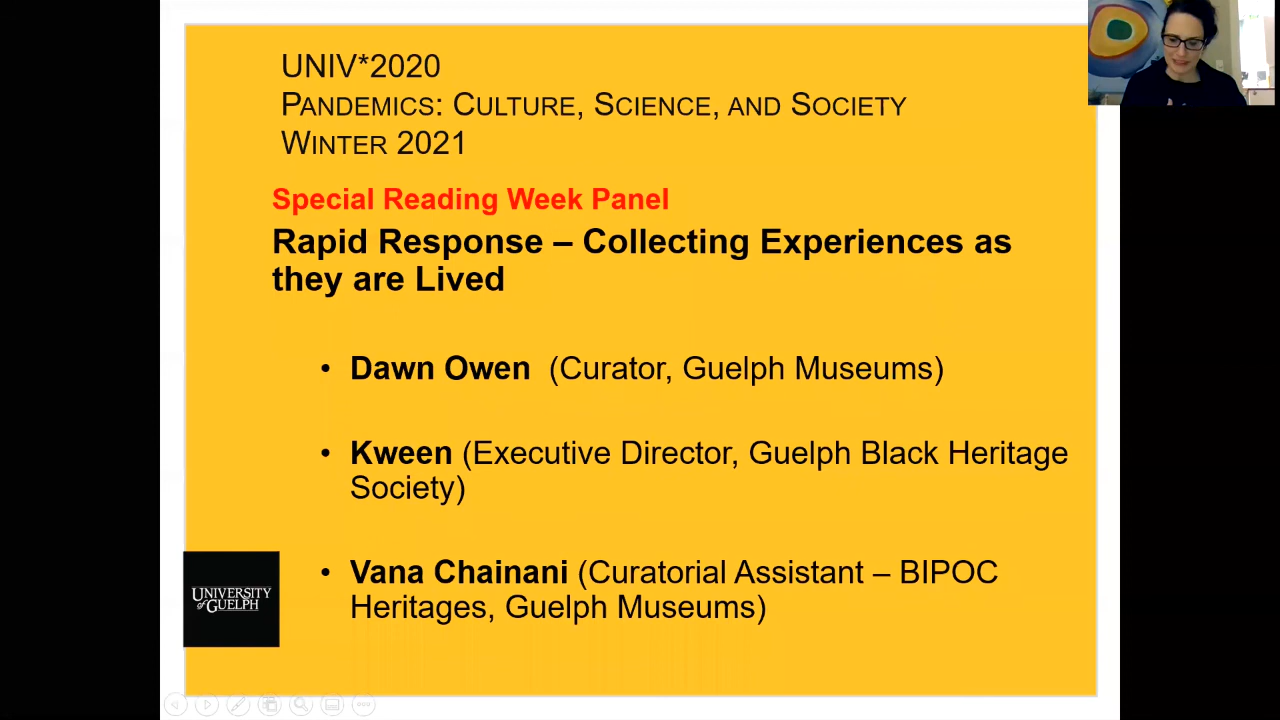 UNIV*2020
PANDEMICS: CULTURE, SCIENCE, AND SOCIETY
WINTER 2021
Special Reading Week Panel
Rapid Response – Collecting Experiences as
they are Lived
• Dawn Owen (Curator, Guelph Museums)
• Kween (Executive Director, Guelph Black Heritage
Society)
• Vana Chainani (Curatorial Assistant – BIPOC
Heritages, Guelph Museums)
UNIVERSITY
of GUELPH